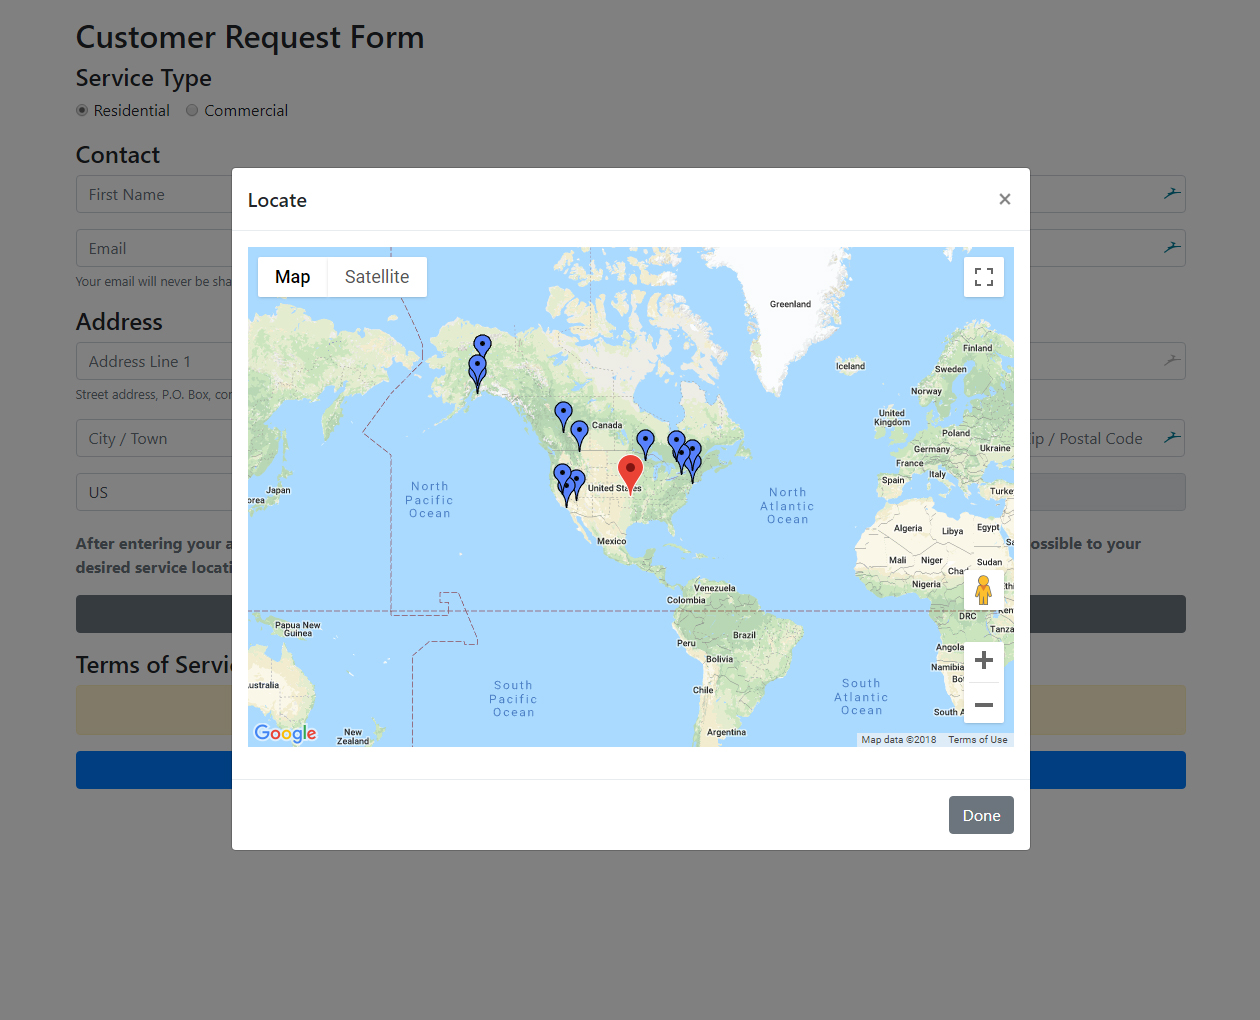 Customer Request Form
Service Type
Residential Commercial
Contact
First Name
Email
Your email will never be sha
Address
Address Line 1
Street address, P.O. Box, cor
City / Town
ip / Postal Code
US
After entering your a
ossible to your
desired service locati
Terms of Servi
Locate
×
Map Satellite
Greenland
Iceland
Finland
Sweden
Norway
United
Kingdom
Poland
Germany
Ukraine
France
Italy
Spain
Turke
Canada
United States
Mexico
Japan
orea
North
Pacific
Ocean
North
Atlantic
Ocean
Algeria
Libya
Egypt
Sa
Mali
Niger
Cha
Sudan
Nigeria
Venezuela
Colombia
DRC
Ken
Tanza
Papua New
Guinea
Peru
Brazil
Bolivia
Angola
Namibia
Bo
South A
Chile
Argentina
ustralia
New
Zealand
South
Pacific
Ocean
South
Atlantic
Ocean
Google
Map data ©2018 Terms of Use
Done